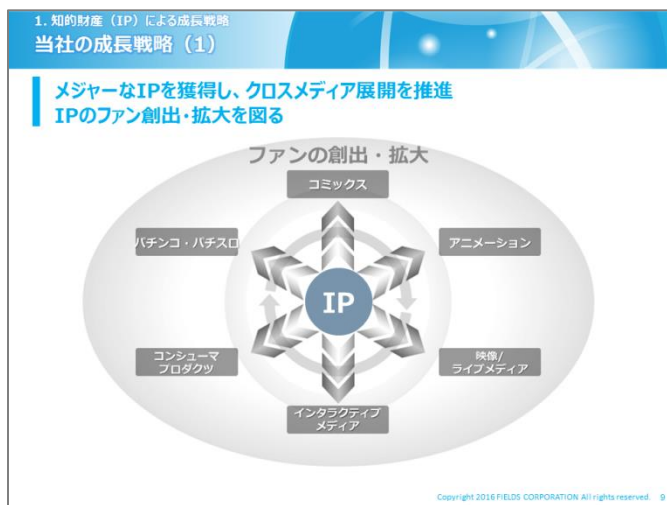 1. 知的財産（IP）による成長戦略
当社の成長戦略（1）
メジャーなIPを獲得し、クロスメディア展開を推進
IPのファン創出・拡大を図る
ファンの創出・拡大
コミックス
パチンコ・パチスロ
アニメーション
IP
コンシューマ
プロダクツ
映像/
ライブメディア
インタラクティブ
メディア
Copyright 2016 FIELDS CORPORATION All rights reserved. 9